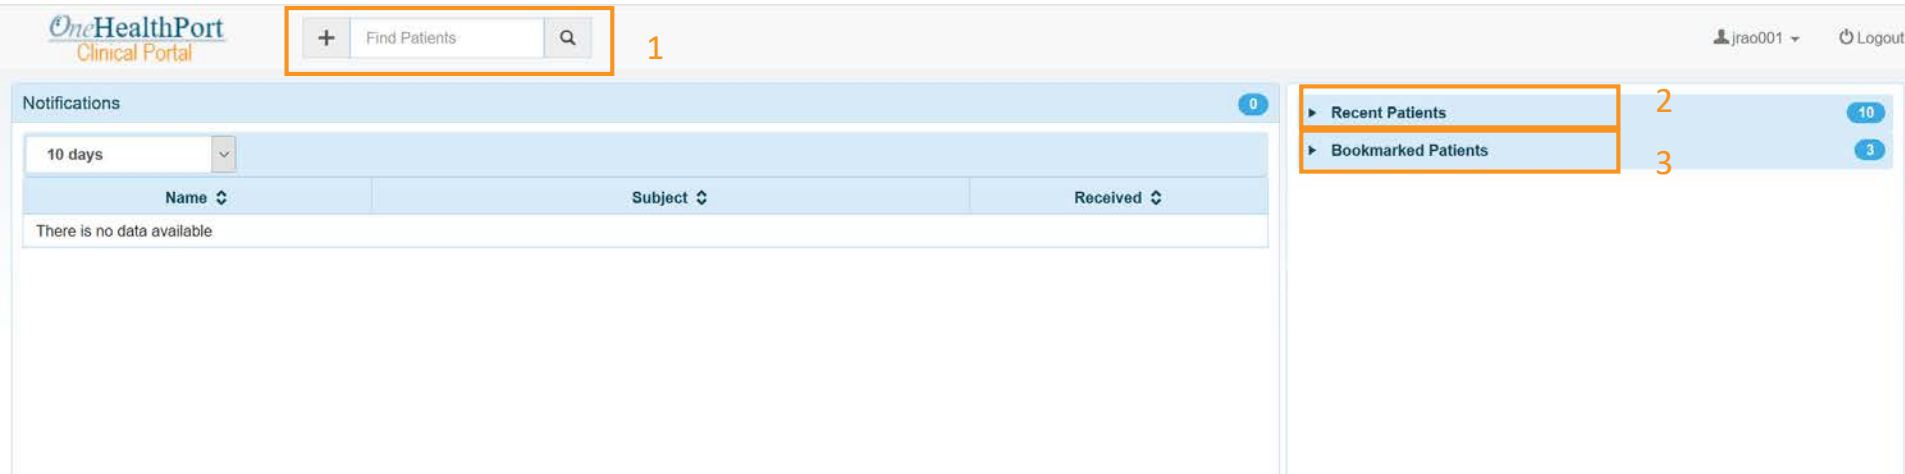 OneHealthPort
Clinical Portal
Find Patients
1
jrao001
Logout
Notifications
0
10 days
Name
Subject
Received
There is no data available
Recent Patients
2
10
Bookmarked Patients
3
3